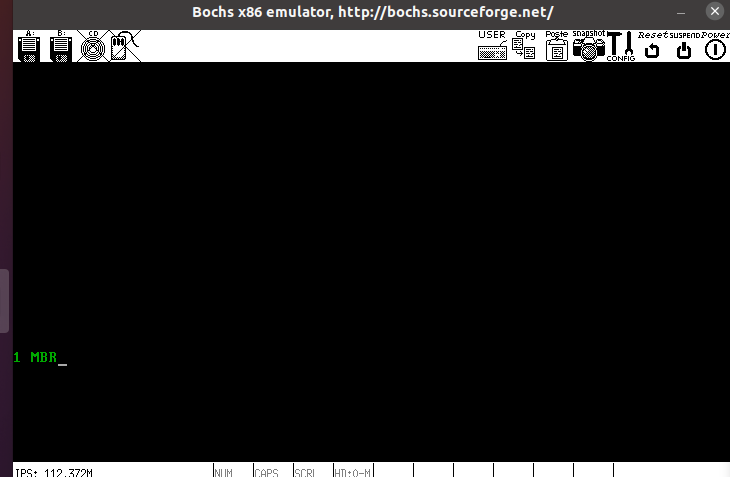 Bochs x86 emulator, http://bochs.sourceforge.net/
A: B: CD USER Copy Paste snapshot CONFIG Reset SUSPEND Power
1 MBR_
IPS: 112.372M NUM CAPS SCRL HD:0-M